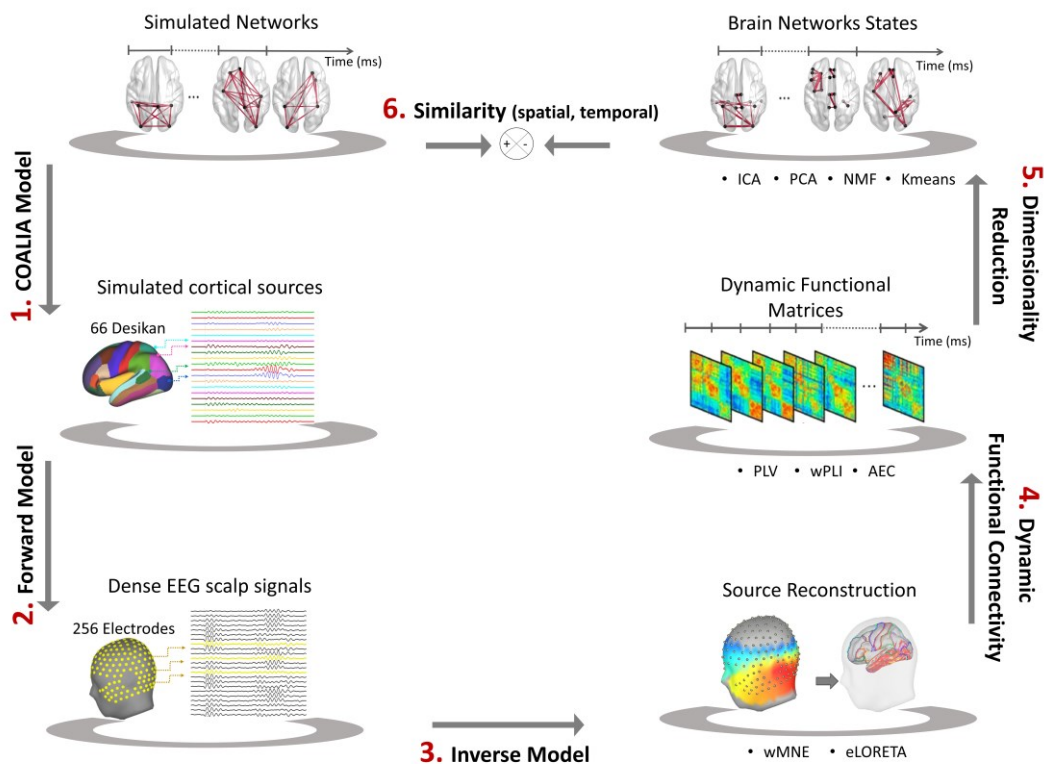 Simulated Networks
Time (ms)
...
1. COALIA Model
Simulated cortical sources
66 Desikan
2. Forward Model
Dense EEG scalp signals
256 Electrodes
3. Inverse Model
Source Reconstruction
• wMNE • eLORETA
4. Dynamic
Functional Connectivity
Dynamic Functional
Matrices
Time (ms)
...
• PLV • wPLI • AEC
5. Dimensionality
Reduction
Brain Networks States
Time (ms)
...
• ICA • PCA • NMF • Kmeans
6. Similarity (spatial, temporal)
+ -